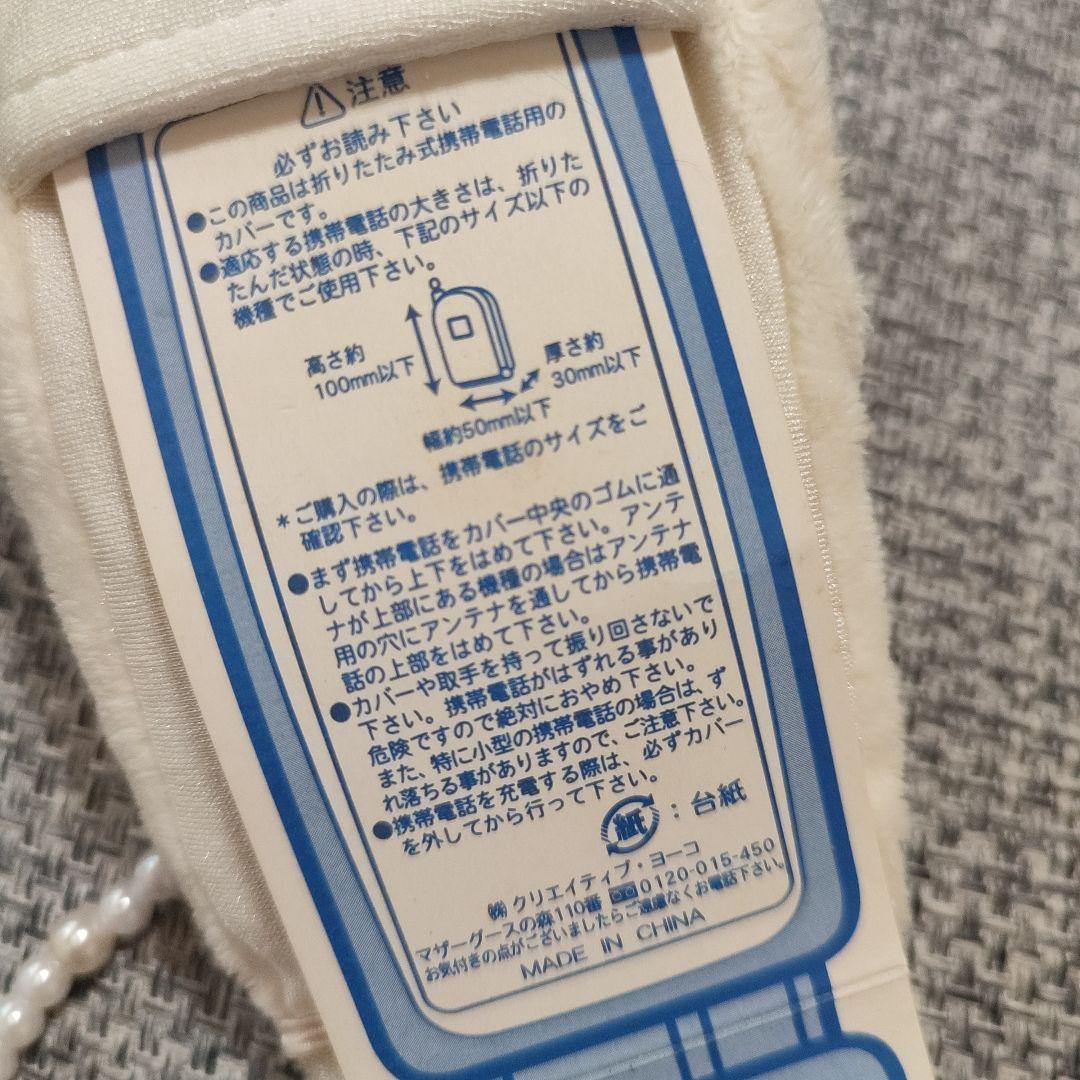 ⚠注意
必ずお読み下さい
●この商品は折りたたみ式携帯電話用の
カバーです。
●適応する携帯電話の大きさは、折りた
たんだ状態の時、下記のサイズ以下の
機種でご使用下さい。
高さ約
100mm以下
厚さ約
30mm以下
幅約50mm以下
*ご購入の際は、携帯電話のサイズをご
確認下さい。
●まず携帯電話をカバー中央のゴムに通
してから上下をはめて下さい。アンテ
ナが上部にある機種の場合はアンテナ
用の穴にアンテナを通してから携帯電
話の上部をはめて下さい。
●カバーや取手を持って振り回さないで
下さい。携帯電話がはずれる事があり
危険ですので絶対におやめ下さい。
また、特に小型の携帯電話の場合は、ず
れ落ちる事がありますので、ご注意下さい。
●携帯電話を充電する際は、必ずカバー
を外してから行って下さい。
紙:台紙
㈱クリエイティブ・ヨーコ
マザーグースの森110番 0120-015-450
お気付きの点がございましたらご遠慮なくお電話下さい。
MADE IN CHINA